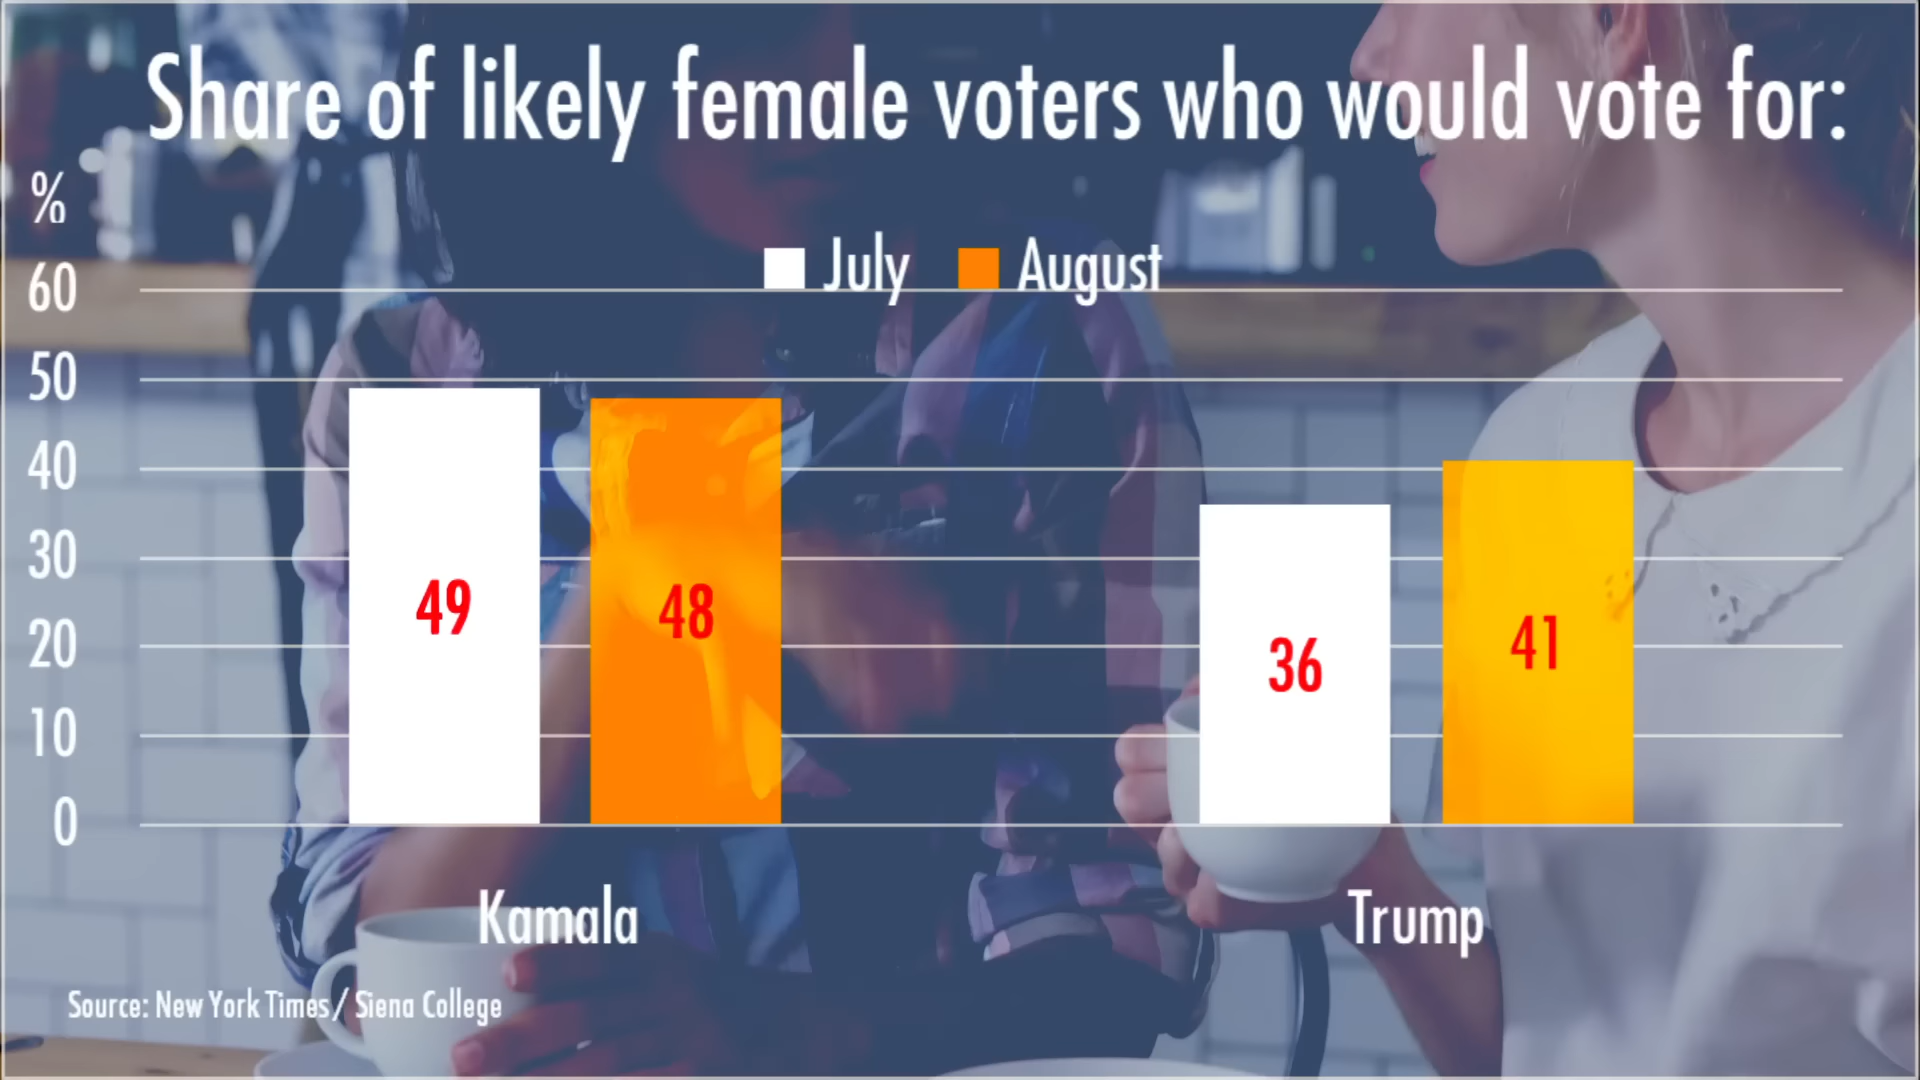 Share of likely female voters who would vote for:
%
July August
60
50
40
30
20
10
0
49 48 36 41
Kamala Trump
Source: New York Times/ Siena College